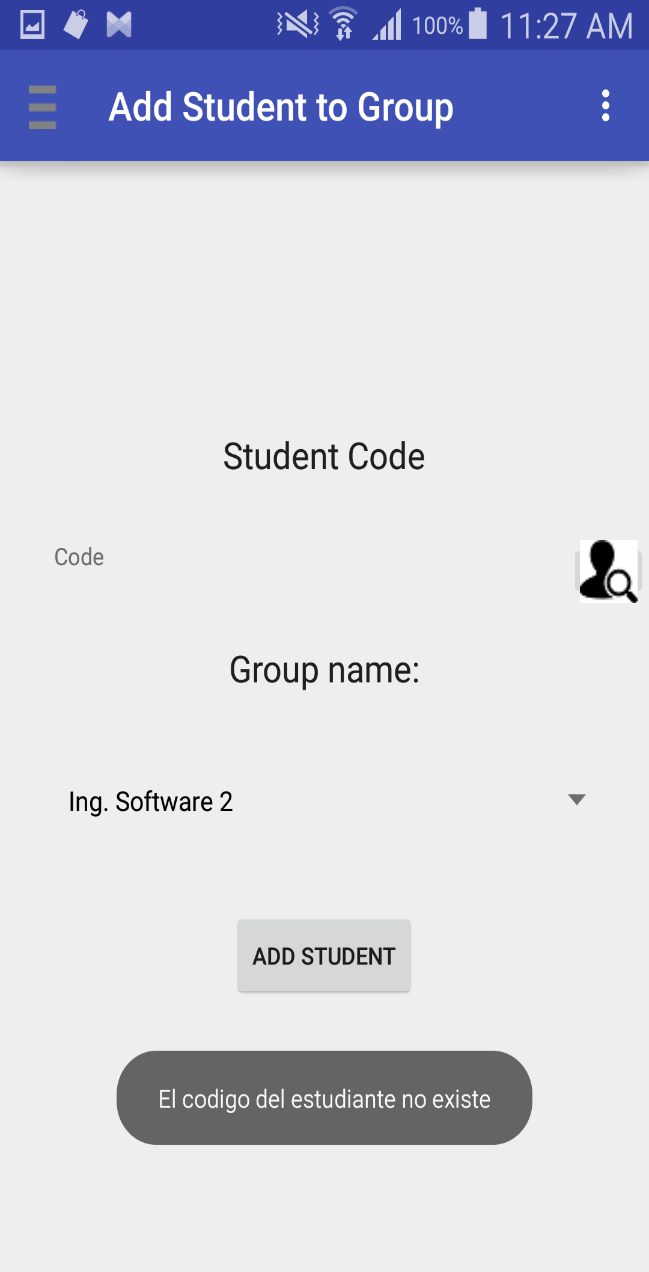 100% 11:27 AM
Add Student to Group
Student Code
Code
Group name:
Ing. Software 2
ADD STUDENT
El codigo del estudiante no existe